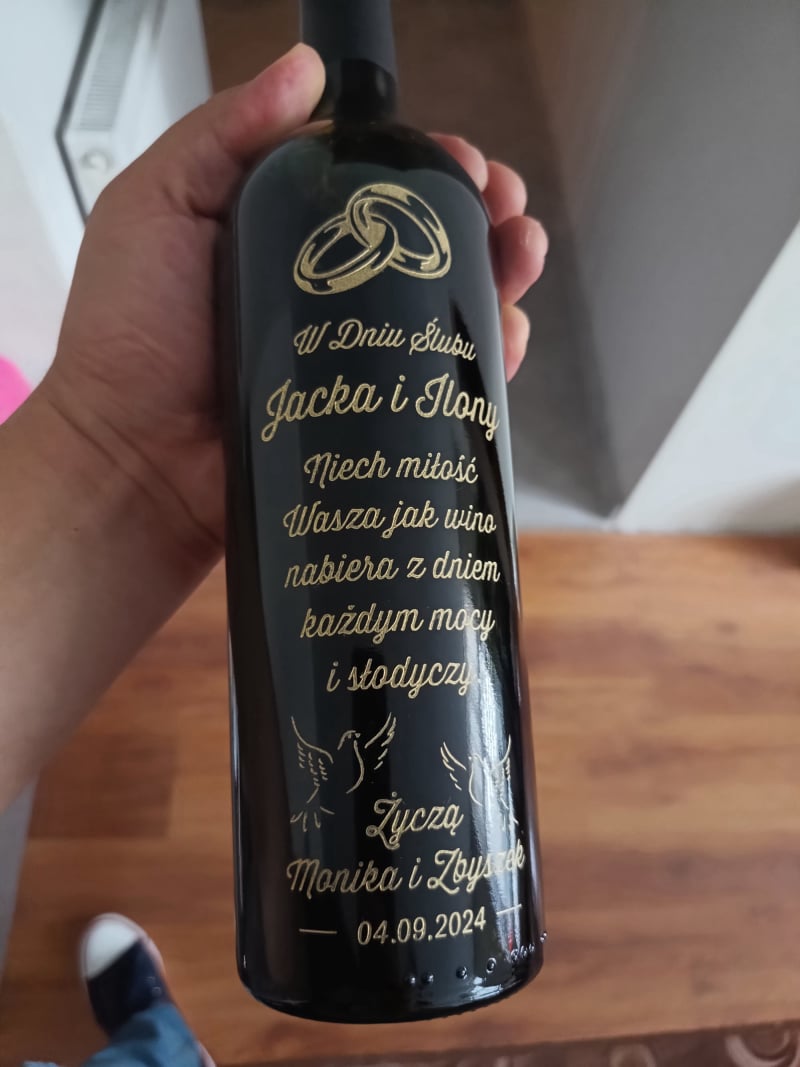 W Dniu Ślubu
Jacka i Ilony
Niech miłość
Wasza jak wino
nabiera z dniem
każdym mocy
i słodyczy.
Życzą
Monika i Zbyszek
04.09.2024